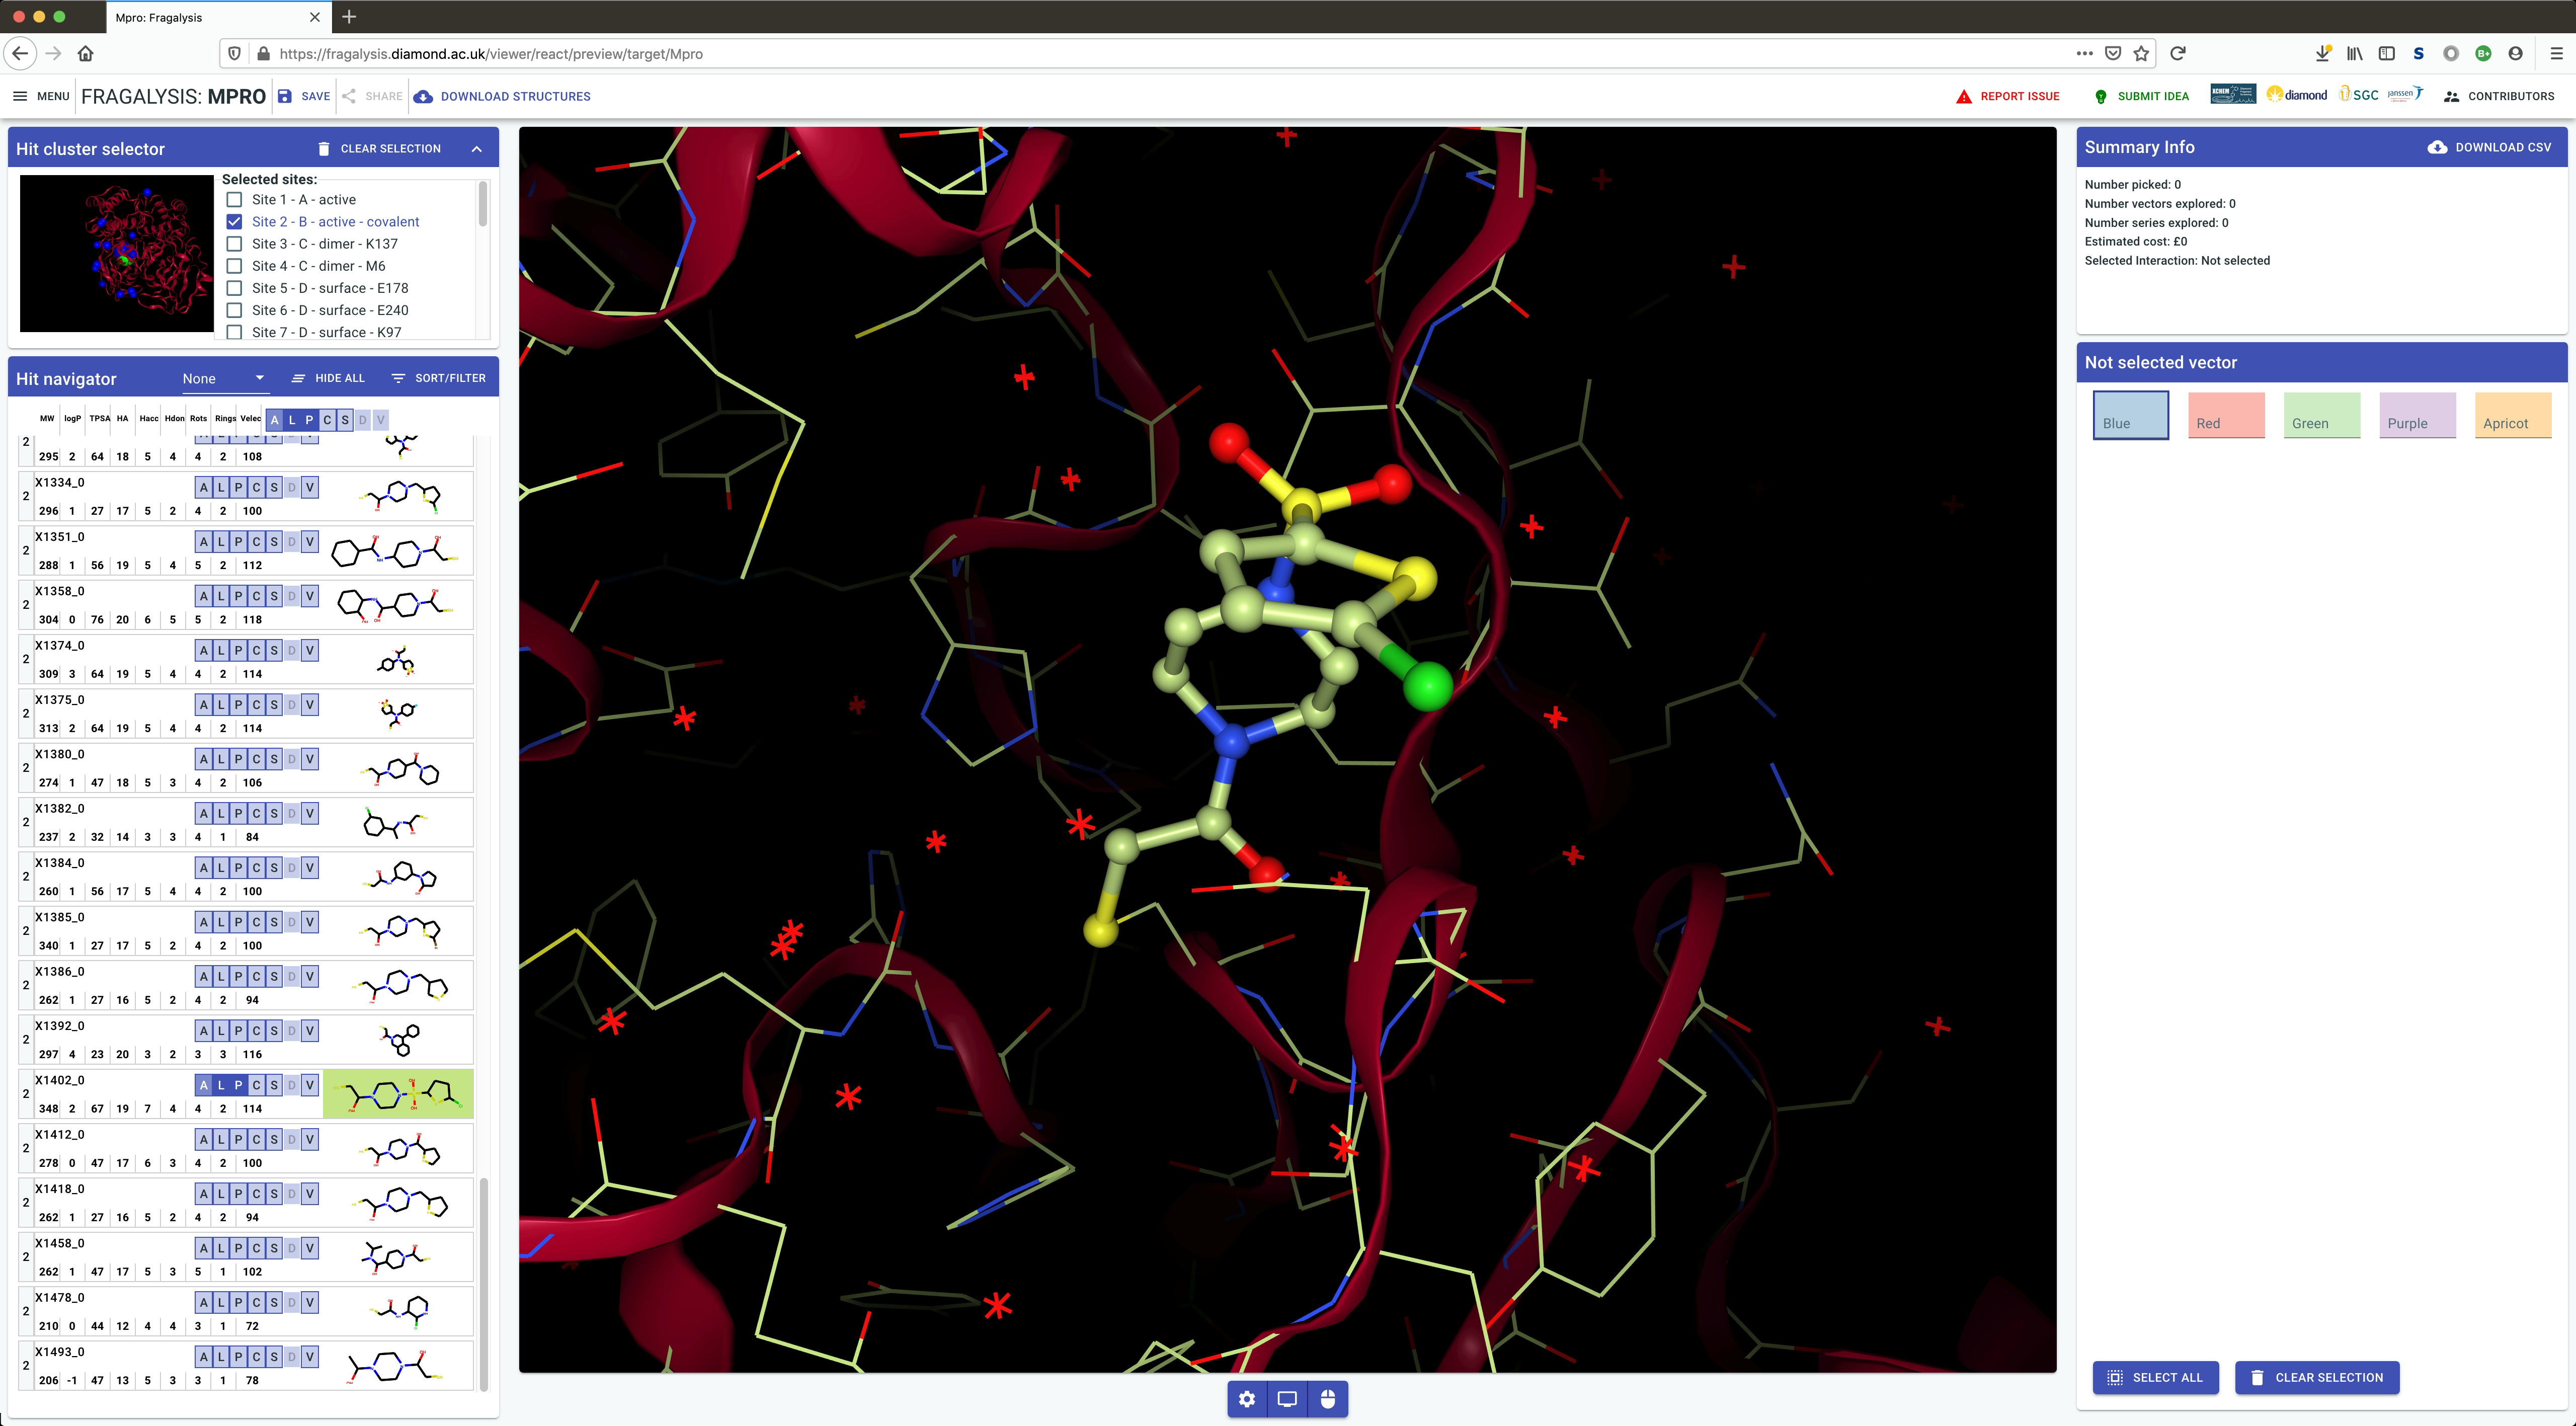 Mpro: Fragalysis
https://fragalysis.diamond.ac.uk/viewer/react/preview/target/Mpro
MENU FRAGALYSIS: MPRO SAVE SHARE DOWNLOAD STRUCTURES REPORT ISSUE SUBMIT IDEA XCHEM diamond SGC janssen CONTRIBUTORS
Hit cluster selector CLEAR SELECTION
Selected sites:
Site 1 - A - active
Site 2 - B - active - covalent
Site 3 - C - dimer - K137
Site 4 - C - dimer - M6
Site 5 - D - surface - E178
Site 6 - D - surface - E240
Site 7 - D - surface - K97
Hit navigator None HIDE ALL SORT/FILTER
MW logP TPSA HA Hacc Hdon Rots Rings Velec A L P C S D V
2
295 2 64 18 5 4 4 2 108
X1334_0 A L P C S D V
2
296 1 27 17 5 2 4 2 100
X1351_0 A L P C S D V
2
288 1 56 19 5 4 5 2 112
X1358_0 A L P C S D V
2
304 0 76 20 6 5 5 2 118
X1374_0 A L P C S D V
2
309 3 64 19 5 4 4 2 114
X1375_0 A L P C S D V
2
313 2 64 19 5 4 4 2 114
X1380_0 A L P C S D V
2
274 1 47 18 5 3 4 2 106
X1382_0 A L P C S D V
2
237 2 32 14 3 3 4 1 84
X1384_0 A L P C S D V
2
260 1 56 17 5 4 4 2 100
X1385_0 A L P C S D V
2
340 1 27 17 5 2 4 2 100
X1386_0 A L P C S D V
2
262 1 27 16 5 2 4 2 94
X1392_0 A L P C S D V
2
297 4 23 20 3 2 3 3 116
X1402_0 A L P C S D V
2
348 2 67 19 7 4 4 2 114
X1412_0 A L P C S D V
2
278 0 47 17 6 3 4 2 100
X1418_0 A L P C S D V
2
262 1 27 16 5 2 4 2 94
X1458_0 A L P C S D V
2
262 1 47 17 5 3 5 1 102
X1478_0 A L P C S D V
2
210 0 44 12 4 4 3 1 72
X1493_0 A L P C S D V
2
206 -1 47 13 5 3 3 1 78
Summary Info DOWNLOAD CSV
Number picked: 0
Number vectors explored: 0
Number series explored: 0
Estimated cost: £0
Selected Interaction: Not selected
Not selected vector
Blue Red Green Purple Apricot
SELECT ALL CLEAR SELECTION